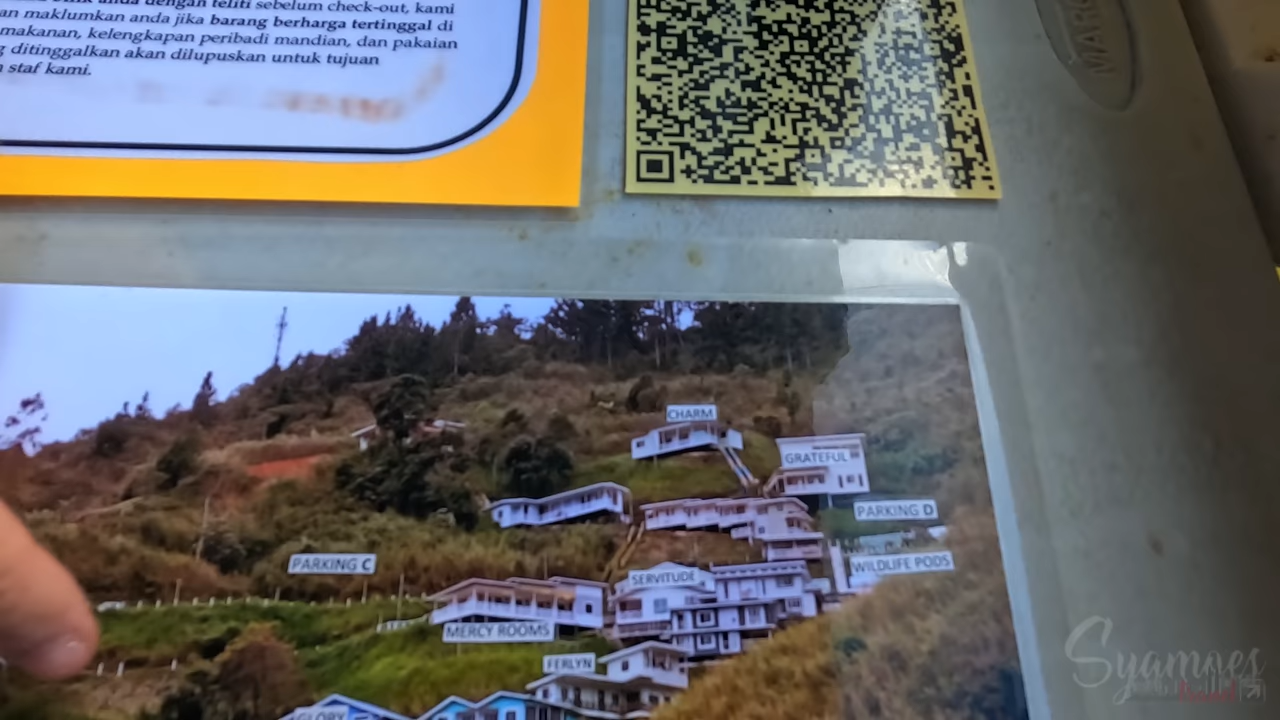 dengan teliti sebelum check-out, kami
an maklumkan anda jika barang berharga tertinggal di
makanan, kelengkapan peribadi mandian, dan pakaian
g ditinggalkan akan dilupuskan untuk tujuan
staf kami.
CHARM
GRATEFUL
PARKING D
PARKING C
WILDLIFE PODS
SERVITUDE
MERCY ROOMS
FERLYN
GLORY
Syamoes